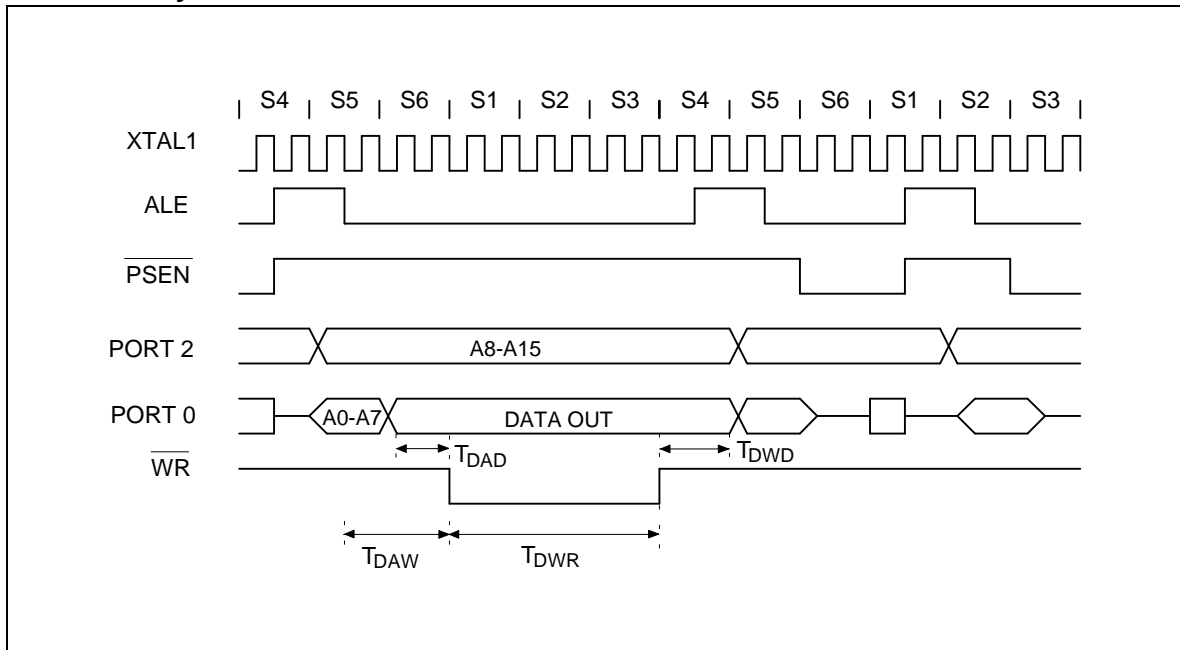 S4 S5 S6 S1 S2 S3 S4 S5 S6 S1 S2 S3
XTAL1
ALE
PSEN
PORT 2 A8-A15
PORT 0 A0-A7 DATA OUT
TDAD TDWD
WR
TDAW TDWR